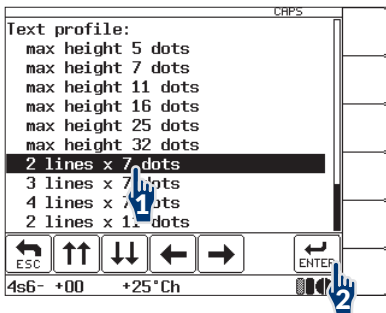 CAPS
Text profile:
max height 5 dots
max height 7 dots
max height 11 dots
max height 16 dots
max height 25 dots
max height 32 dots
2 lines x 7 dots
3 lines x 7 dots
4 lines x 7 dots
2 lines x 11 dots
1
ESC
ENTER
4s6- +00 +25°Ch
2